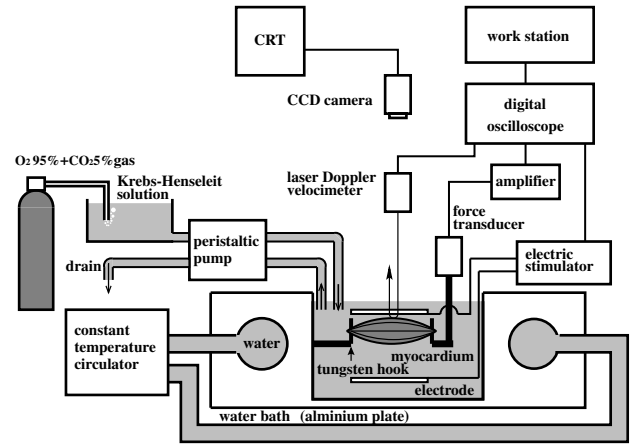 CRT
work station
CCD camera
digital
oscilloscope
O2 95%+CO2 5% gas
Krebs-Henseleit
solution
laser Doppler
velocimeter
amplifier
force
transducer
peristaltic
pump
electric
stimulator
drain
constant
temperature
circulator
water
myocardium
tungsten hook
electrode
water bath (alminium plate)